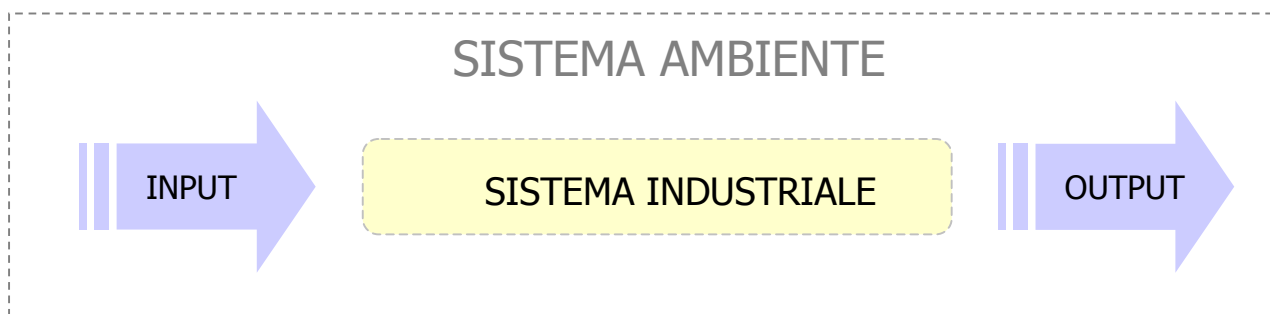 SISTEMA AMBIENTE
INPUT
SISTEMA INDUSTRIALE
OUTPUT